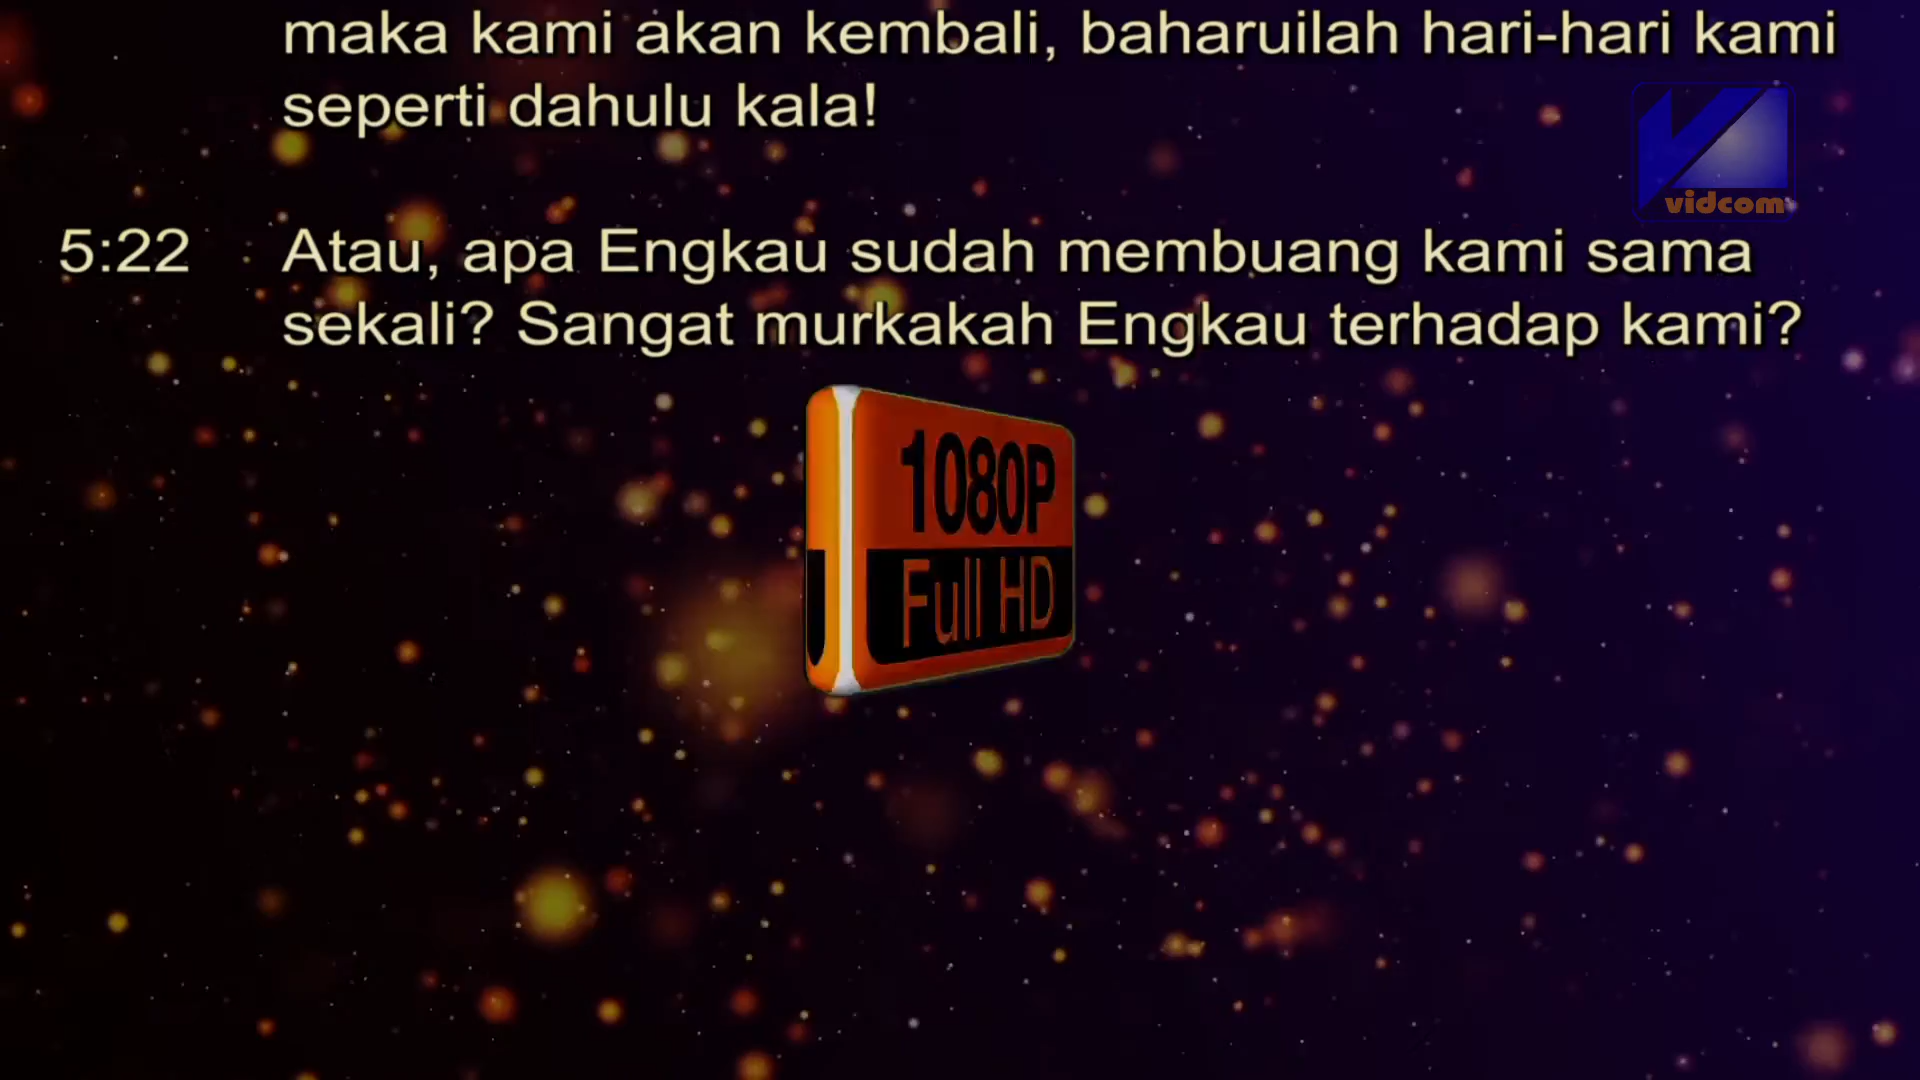 maka kami akan kembali, baharuilah hari-hari kami
seperti dahulu kala!
vidcom
5:22 Atau, apa Engkau sudah membuang kami sama
sekali? Sangat murkakah Engkau terhadap kami?
1080P
Full HD